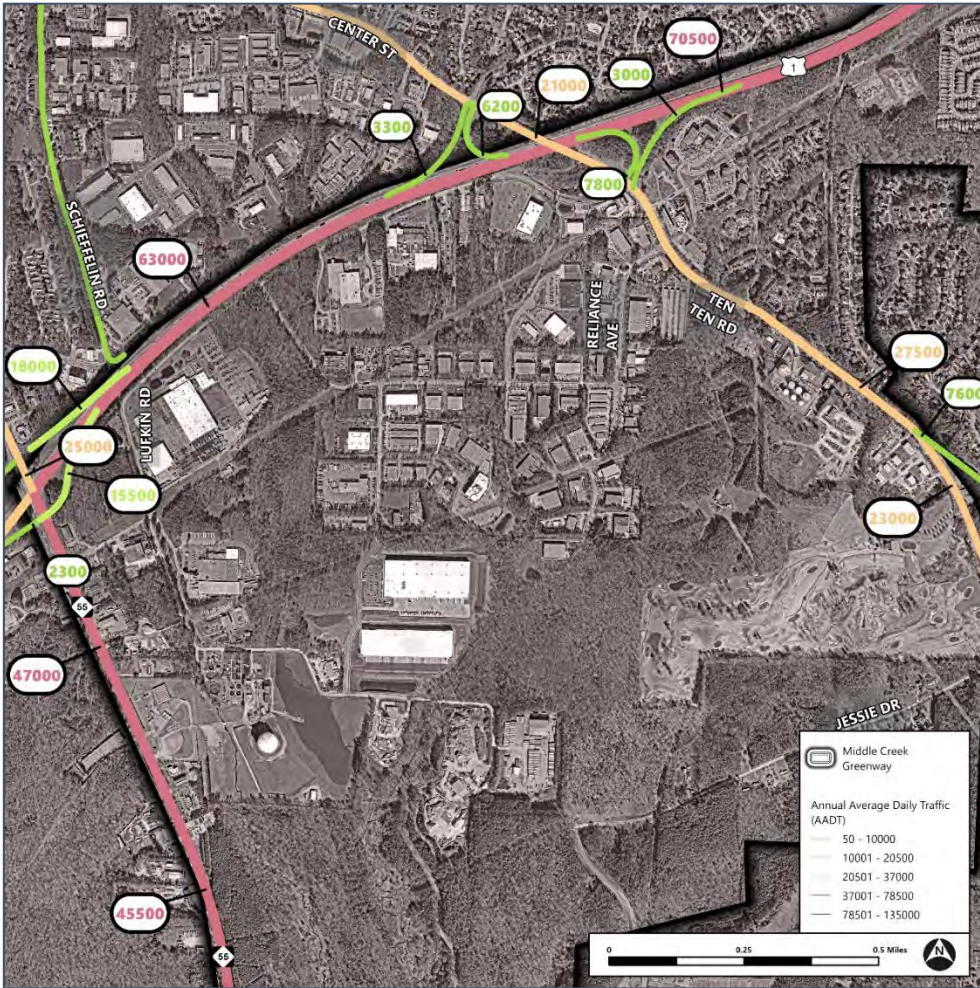 CENTER ST
70500
1
3000
21000
6200
3300
7800
SCHIEFFELIN RD
63000
RELIANCE
AVE
TEN
TEN RD
27500
7600
18000
LUFKIN RD
25000
15500
23000
2300
55
47000
JESSIE DR
45500
55
Middle Creek
Greenway
Annual Average Daily Traffic
(AADT)
50 - 10000
10001 - 20500
20501 - 37000
37001 - 78500
78501 - 135000
0 0.25 0.5 Miles
N